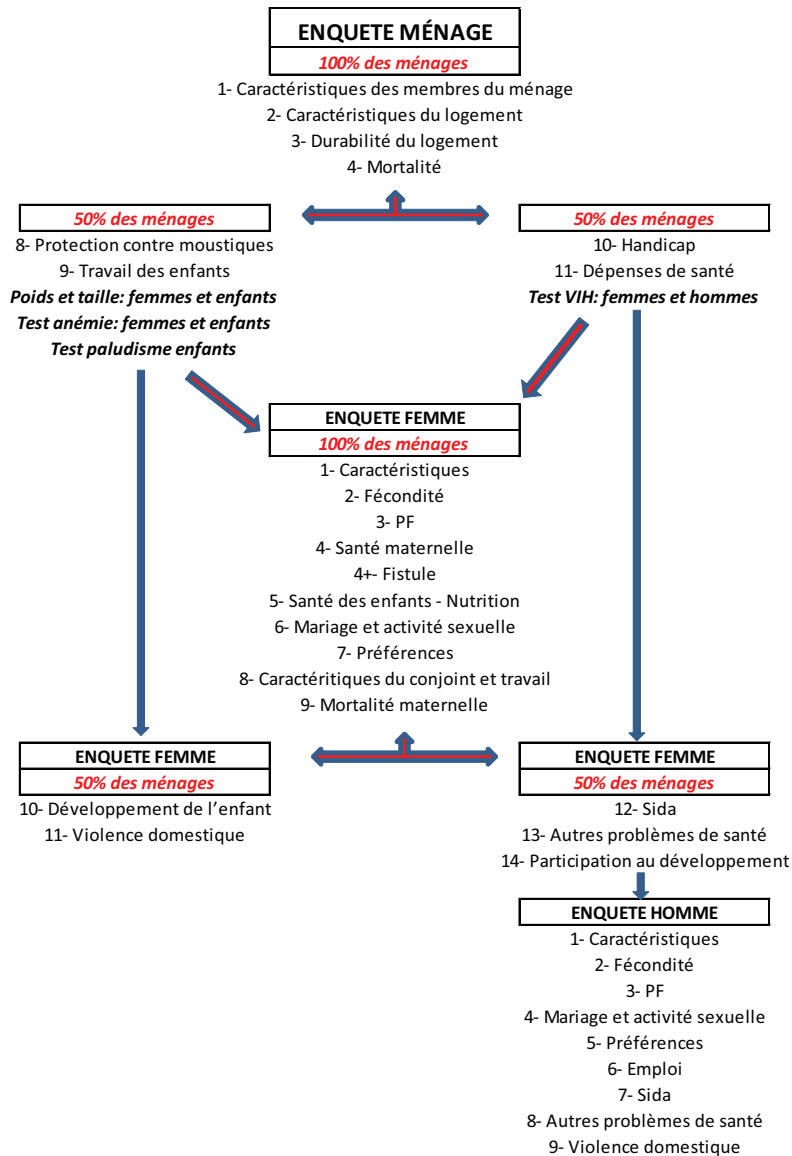 ENQUETE MÉNAGE
100% des ménages
1- Caractéristiques des membres du ménage
2- Caractéristiques du logement
3- Durabilité du logement
4- Mortalité
50% des ménages
8- Protection contre moustiques
9- Travail des enfants
Poids et taille: femmes et enfants
Test anémie: femmes et enfants
Test paludisme enfants
50% des ménages
10- Handicap
11- Dépenses de santé
Test VIH: femmes et hommes
ENQUETE FEMME
100% des ménages
1- Caractéristiques
2- Fécondité
3- PF
4- Santé maternelle
4+- Fistule
5- Santé des enfants - Nutrition
6- Mariage et activité sexuelle
7- Préférences
8- Caractéritiques du conjoint et travail
9- Mortalité maternelle
ENQUETE FEMME
50% des ménages
10- Développement de l’enfant
11- Violence domestique
ENQUETE FEMME
50% des ménages
12- Sida
13- Autres problèmes de santé
14- Participation au développement
ENQUETE HOMME
1- Caractéristiques
2- Fécondité
3- PF
4- Mariage et activité sexuelle
5- Préférences
6- Emploi
7- Sida
8- Autres problèmes de santé
9- Violence domestique